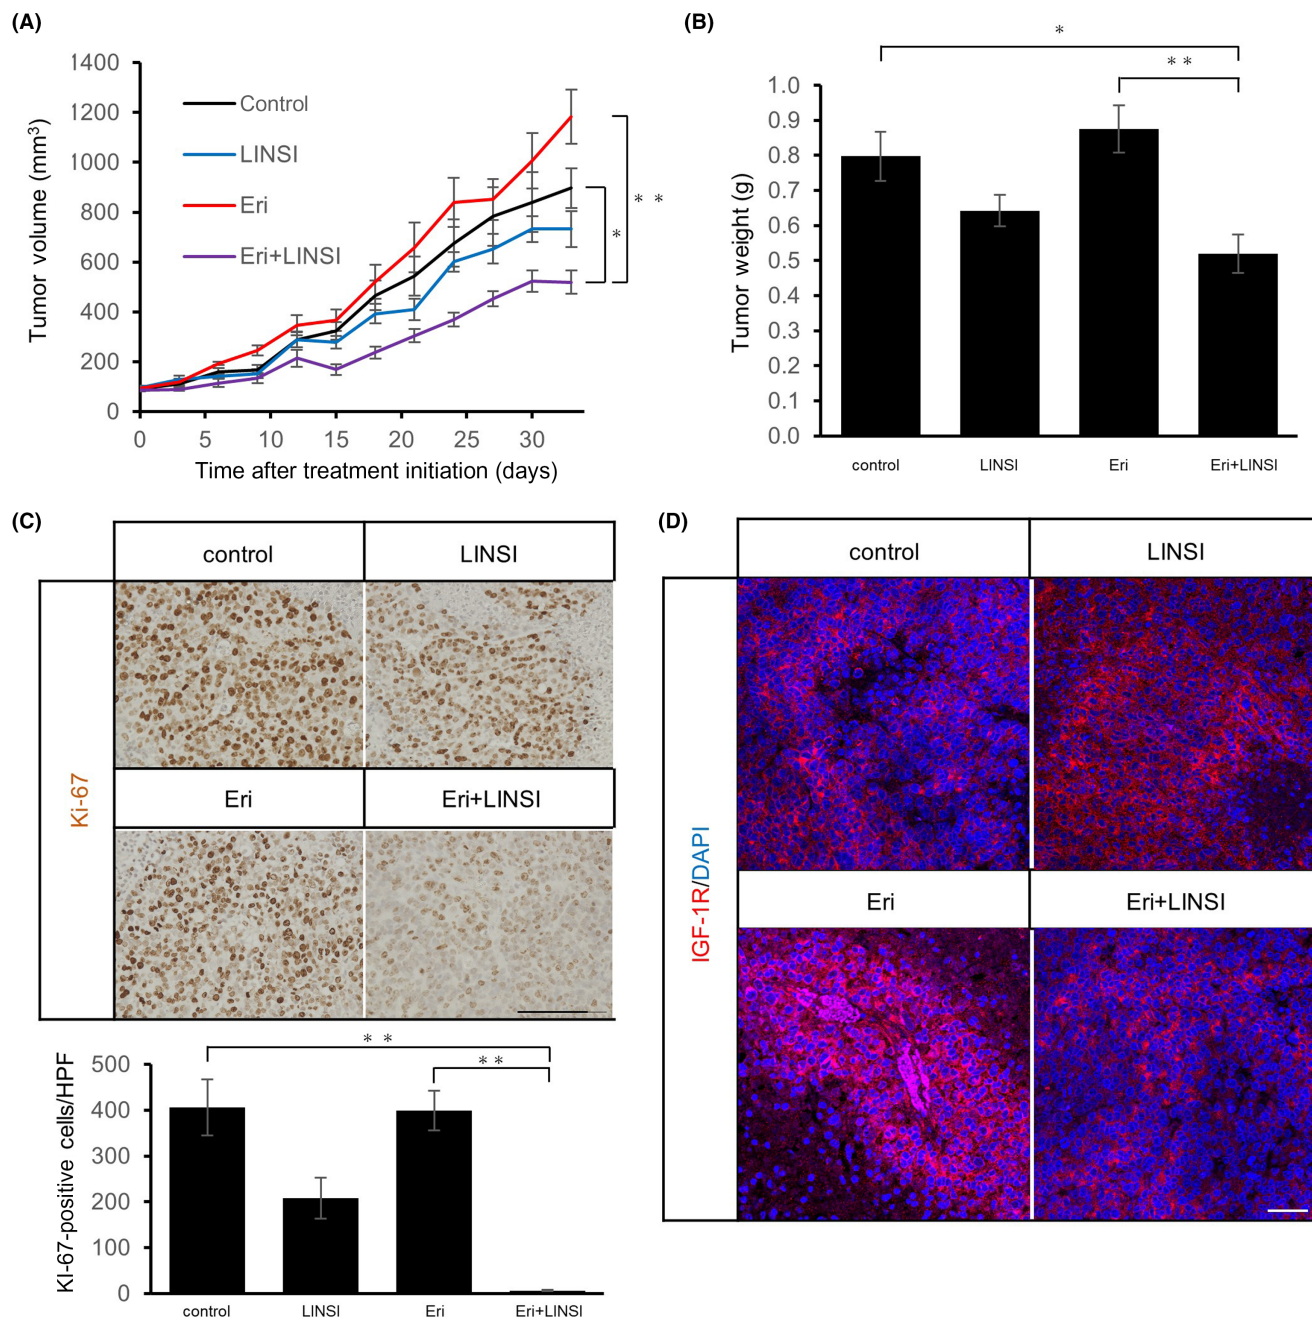 (A)
1400
1200
1000
800
600
400
200
0
0 5 10 15 20 25 30
Tumor volume (mm³)
Time after treatment initiation (days)
Control
LINSI
Eri
Eri+LINSI
* *
*
(B)
*
* *
1.0
0.9
0.8
0.7
0.6
0.5
0.4
0.3
0.2
0.1
0.0
Tumor weight (g)
control LINSI Eri Eri+LINSI
(C)
control LINSI
Eri Eri+LINSI
Ki-67
* *
* *
500
400
300
200
100
0
KI-67-positive cells/HPF
control LINSI Eri Eri+LINSI
(D)
control LINSI
Eri Eri+LINSI
IGF-1R/DAPI